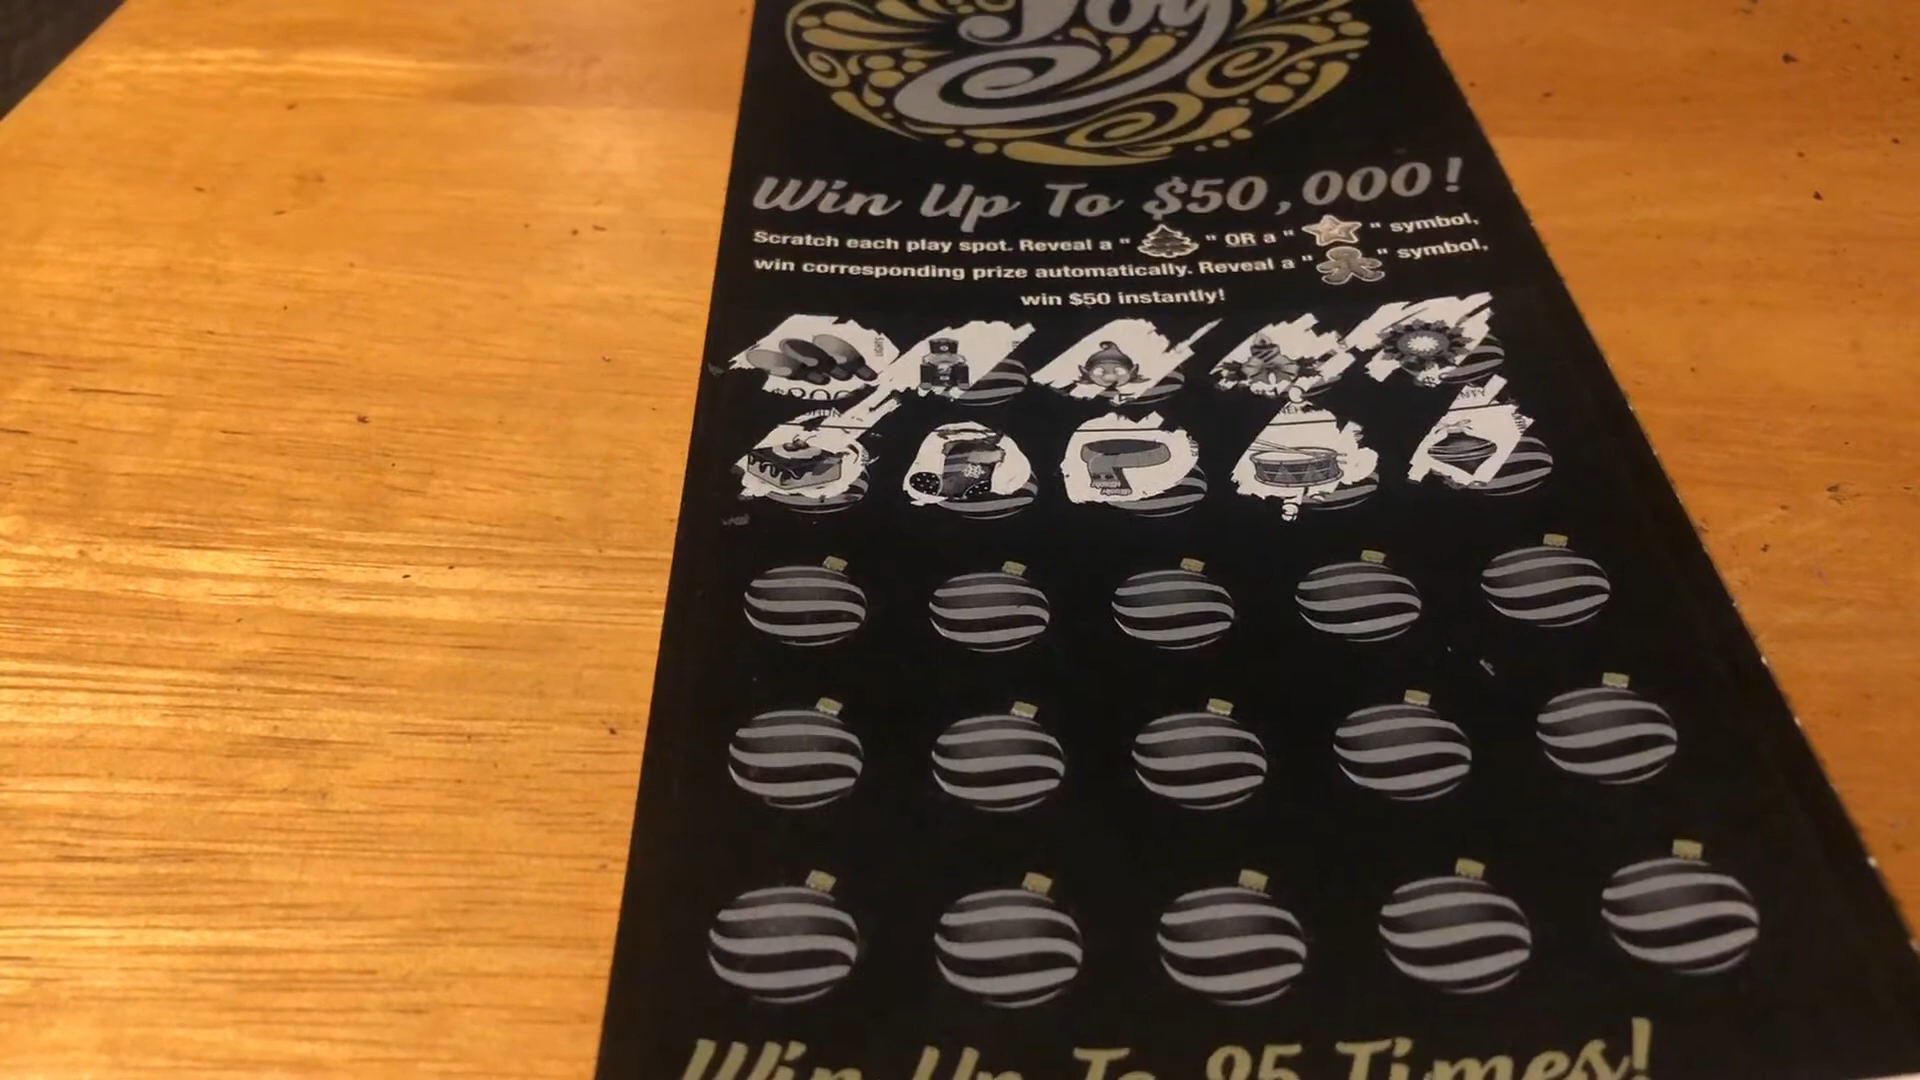 Joy
Win Up To $50,000!
Scratch each play spot. Reveal a " " OR a " " symbol,
win corresponding prize automatically. Reveal a " " symbol,
win $50 instantly!
Win Up To 25 Times!